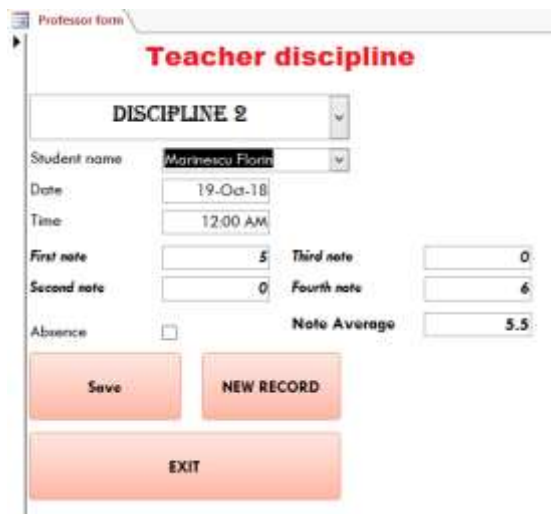 Professor form
Teacher discipline
DISCIPLINE 2
Student name Marinescu Florin
Date 19-Oct-18
Time 12:00 AM
First note 5 Third note 0
Second note 0 Fourth note 6
Absence Note Average 5.5
Save NEW RECORD
EXIT